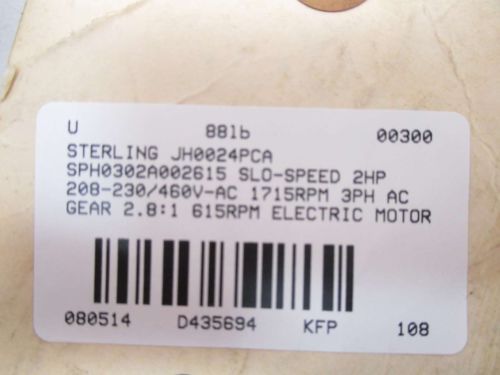 U 88lb 00300
STERLING JH0024PCA
SPH0302A002615 SLO-SPEED 2HP
208-230/460V-AC 1715RPM 3PH AC
GEAR 2.8:1 615RPM ELECTRIC MOTOR
080514 D435694 KFP 108